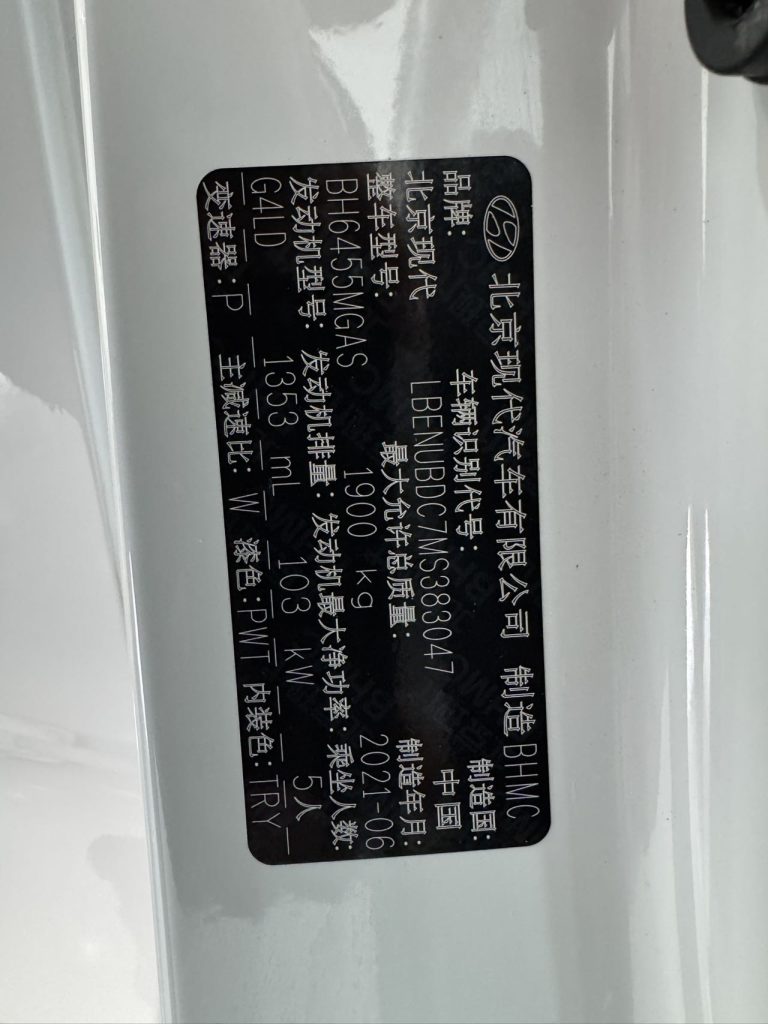 北京现代汽车有限公司 制造 BHMC
品牌: 车辆识别代号: 制造国:
北京现代 LBENUBDC7MS383047 中国
整车型号: 最大允许总质量: 制造年月:
BH6455MGAS 1900 kg 2021-06
发动机型号: 发动机排量: 发动机最大净功率: 乘坐人数:
G4LD 1353 mL 103 kW 5人
变速器:P 主减速比: W 漆色:PWT 内装色:TRY